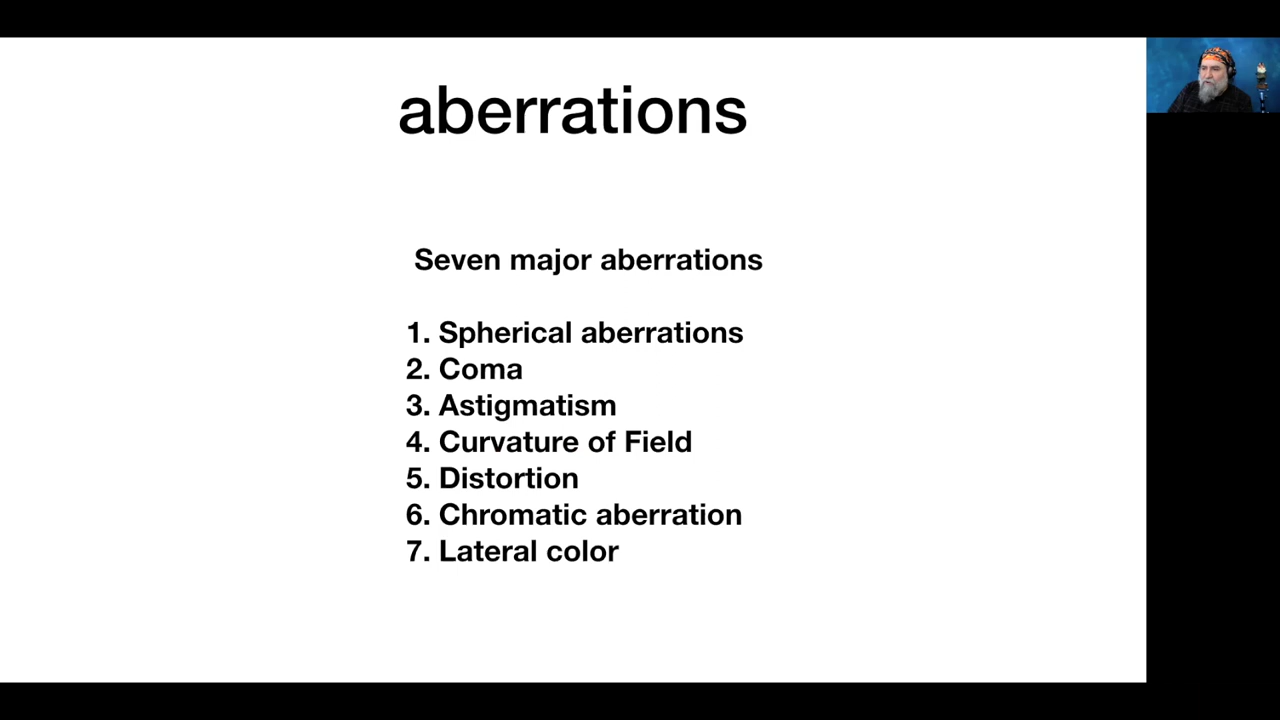 aberrations
Seven major aberrations
1. Spherical aberrations
2. Coma
3. Astigmatism
4. Curvature of Field
5. Distortion
6. Chromatic aberration
7. Lateral color